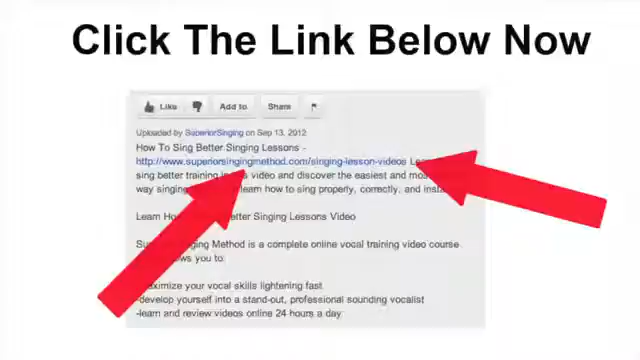 Click The Link Below Now
Like Add to Share
Uploaded by SuperiorSinging on Sep 13, 2012
How To Sing Better Singing Lessons -
http://www.superiorsingingmethod.com/singing-lesson-videos
sing better training in video and discover the easiest and
way singing learn how to sing properly, correctly, and
Learn Better Singing Lessons Video
Singing Method is a complete online vocal training video course
you to:
your vocal skills lightening fast
-develop yourself into a stand-out, professional sounding vocalist
-learn and review videos online 24 hours a day